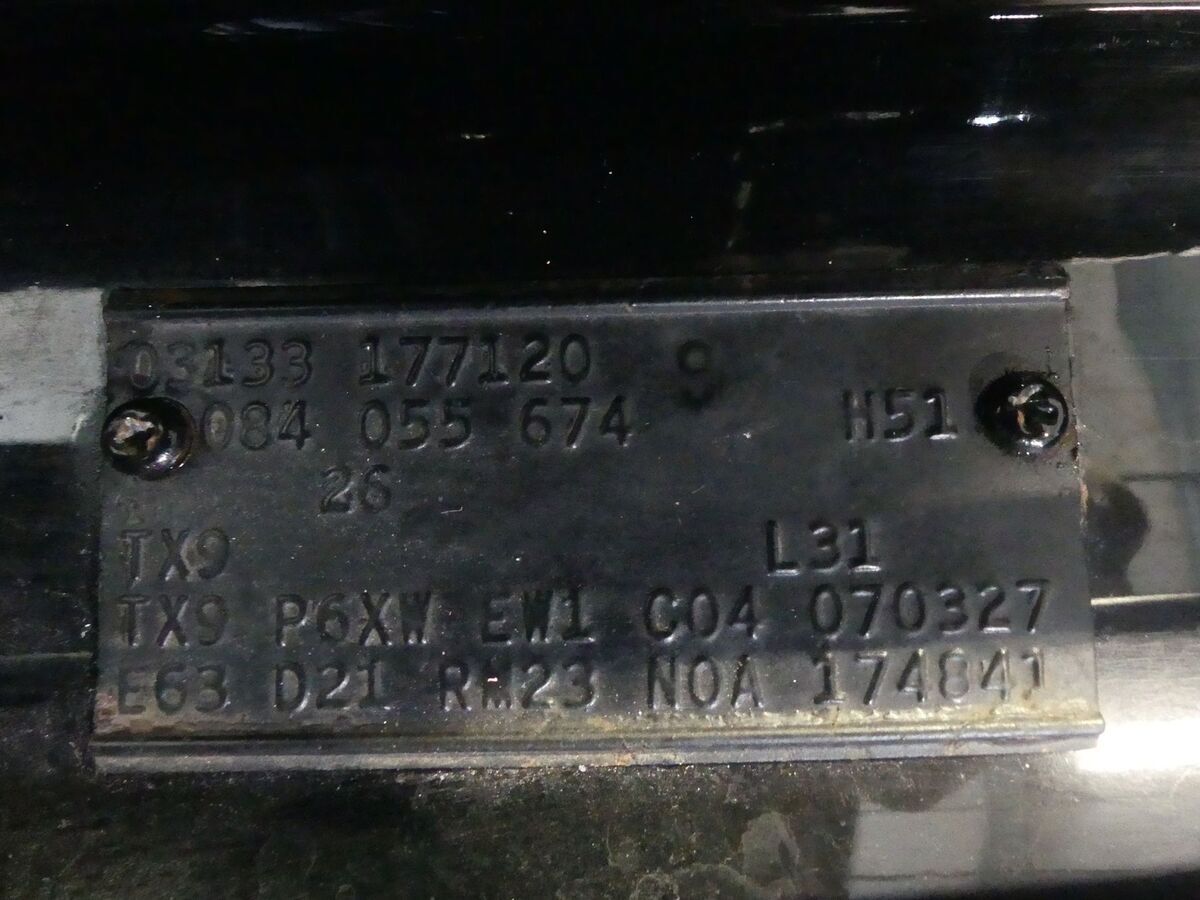 03133 177120 9
084 055 674 H51
26
TX9 L31
TX9 P6XW EW1 C04 070327
E63 D21 RM23 N0A 174841